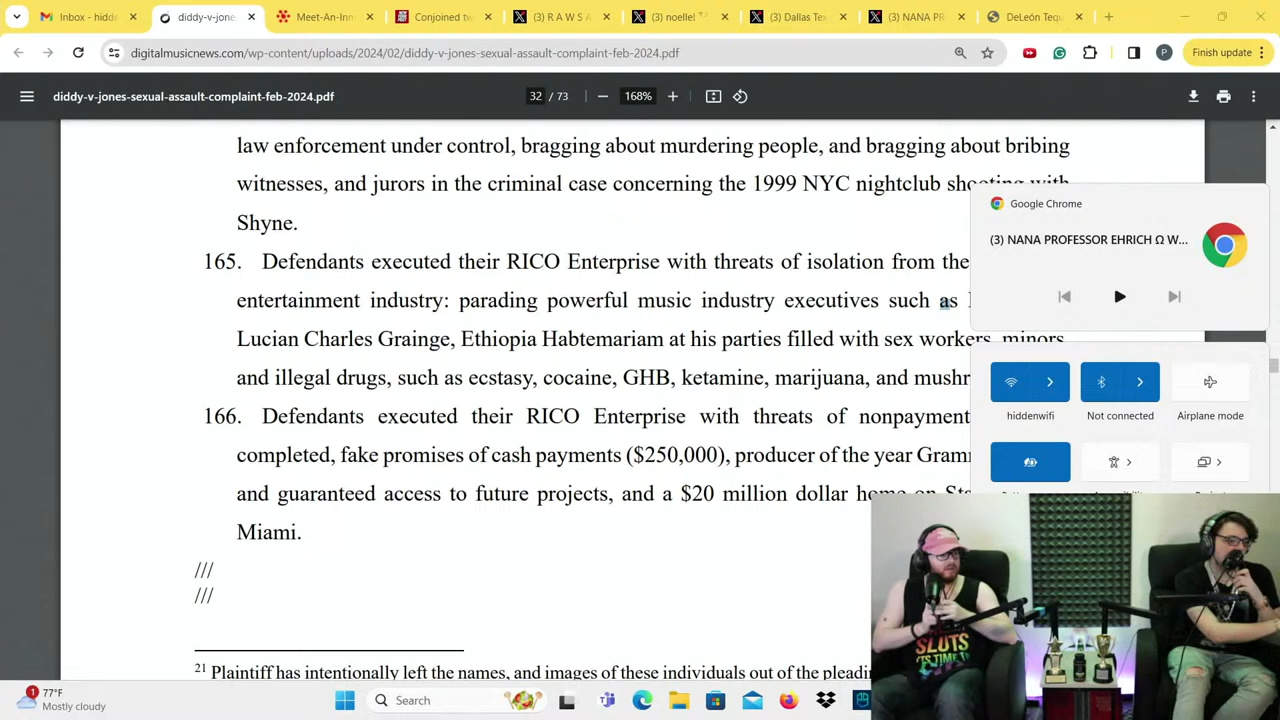 Inbox - hidd
diddy-v-jone
Meet-An-Inm
Conjoined tw
(3) R A W S A
(3) noelle!
(3) Dallas Tex
(3) NANA PR
DeLeón Tequ
digitalmusicnews.com/wp-content/uploads/2024/02/diddy-v-jones-sexual-assault-complaint-feb-2024.pdf
P
Finish update
diddy-v-jones-sexual-assault-complaint-feb-2024.pdf
32 / 73
168%
law enforcement under control, bragging about murdering people, and bragging about bribing
witnesses, and jurors in the criminal case concerning the 1999 NYC nightclub shooting with
Shyne.
165. Defendants executed their RICO Enterprise with threats of isolation from the
entertainment industry: parading powerful music industry executives such as
Lucian Charles Grainge, Ethiopia Habtemariam at his parties filled with sex workers, minors,
and illegal drugs, such as ecstasy, cocaine, GHB, ketamine, marijuana, and mushr
166. Defendants executed their RICO Enterprise with threats of nonpayment
completed, fake promises of cash payments ($250,000), producer of the year Gramm
and guaranteed access to future projects, and a $20 million dollar home on Sta
Miami.
///
///
21 Plaintiff has intentionally left the names, and images of these individuals out of the pleadin
Google Chrome
(3) NANA PROFESSOR EHRICH Ω W...
hiddenwifi
Not connected
Airplane mode
SLUTS
IT'S TIME TO
1
77°F
Mostly cloudy
Search